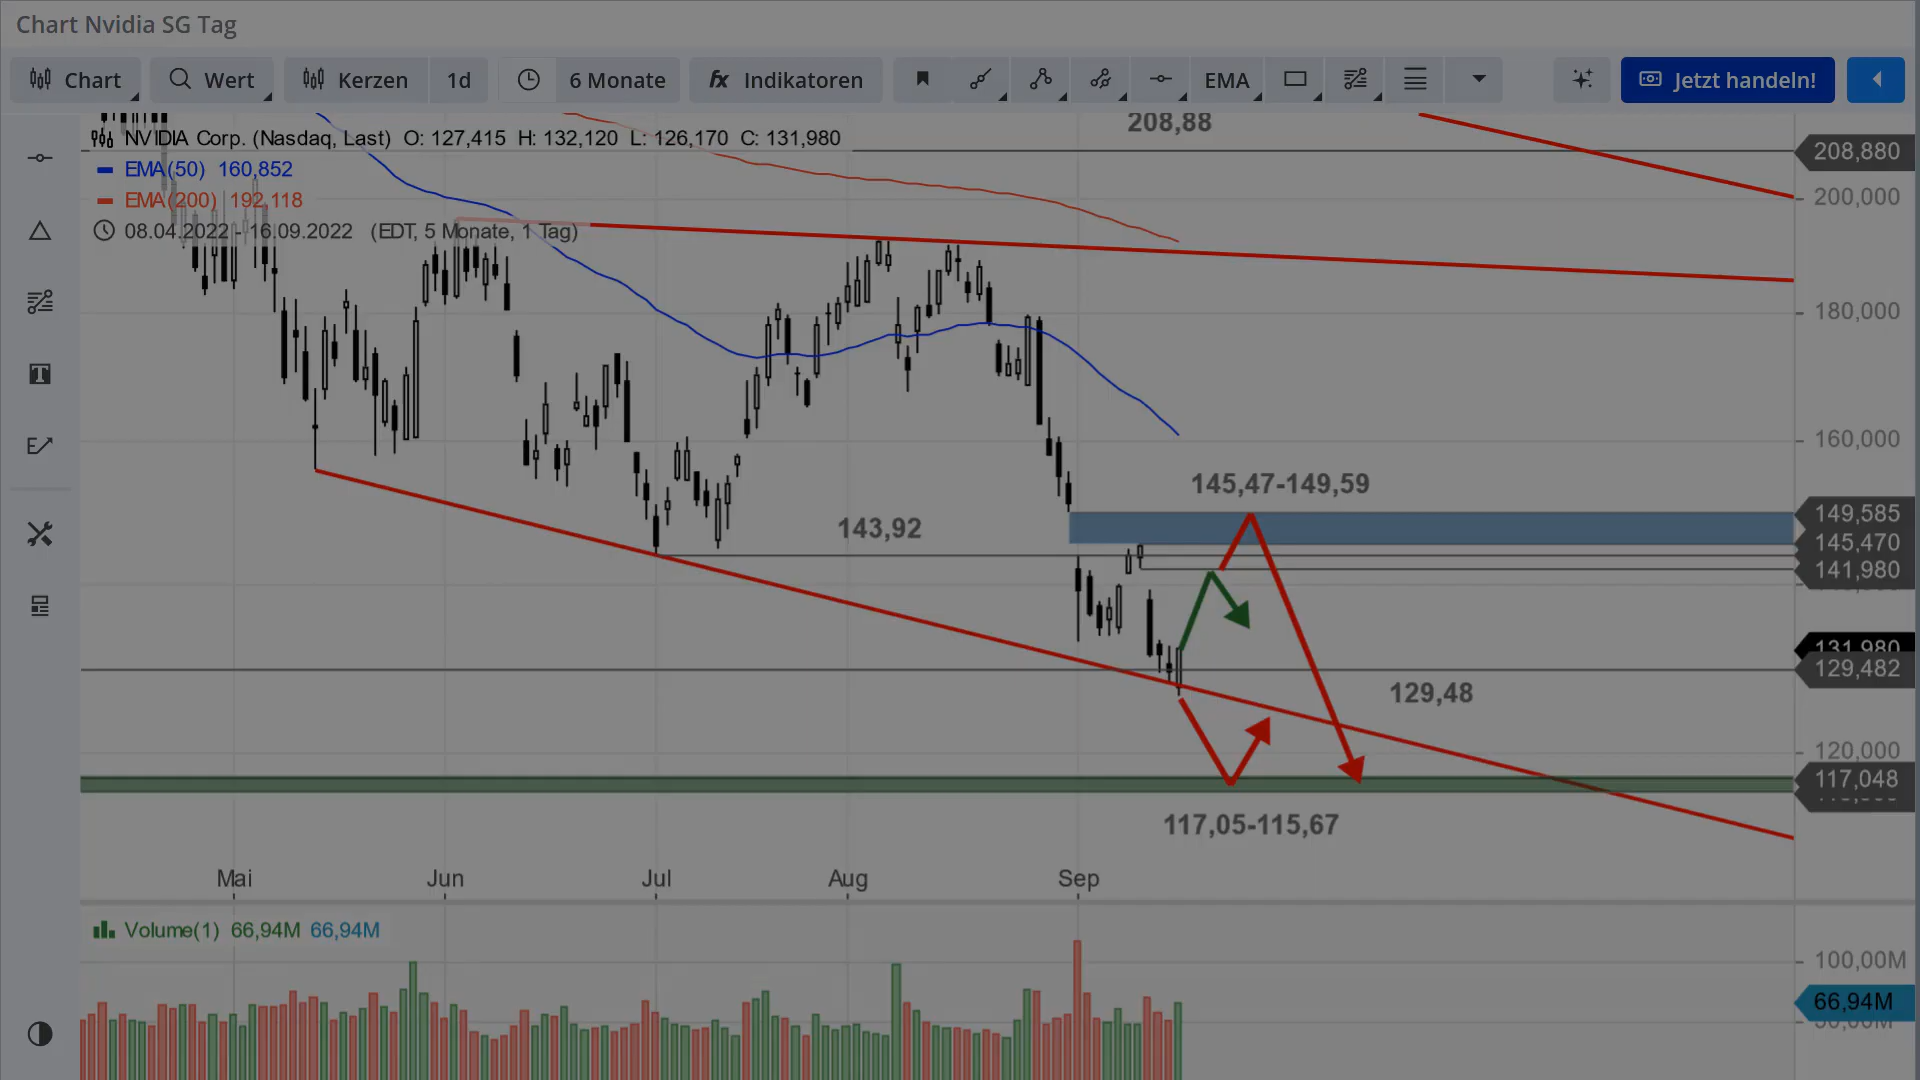 Chart Nvidia SG Tag
Chart Wert Kerzen 1d 6 Monate fx Indikatoren EMA Jetzt handeln!
208,88
NVIDIA Corp. (Nasdaq, Last) O: 127,415 H: 132,120 L: 126,170 C: 131,980
208,880
EMA(50) 160,852
EMA(200) 192,118
200,000
08.04.2022 - 16.09.2022 (EDT, 5 Monate, 1 Tag)
180,000
160,000
145,47-149,59
143,92
149,585
145,470
141,980
131,980
129,482
129,48
120,000
117,048
117,05-115,67
Mai Jun Jul Aug Sep
Volume(1) 66,94M 66,94M
100,00M
66,94M